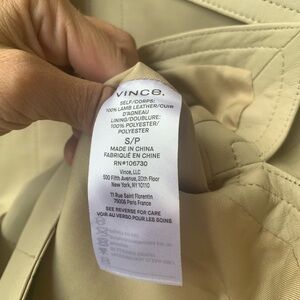 VINCE.
SELF/CORPS:
100% LAMB LEATHER/CUIR
D'AGNEAU
LINING/DOUBLURE:
100% POLYESTER/
POLYESTER
S/P
MADE IN CHINA
FABRIQUÉ EN CHINE
RN#106730
Vince, LLC
500 Fifth Avenue, 20th Floor
New York, NY 10110
11 Rue Saint Florentin
75008 Paris France
SEE REVERSE FOR CARE
VOIR AU VERSO POUR LES SOINS